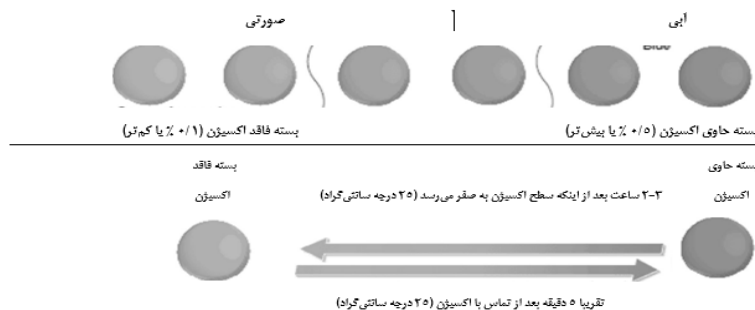 آبی
صورتی
Blue
بسته حاوی اکسیژن (۰/۵ ٪ یا بیش‌تر)
بسته فاقد اکسیژن (۰/۱ ٪ یا کم‌تر)
بسته حاوی
اکسیژن
بسته فاقد
اکسیژن
۲-۳ ساعت بعد از اینکه سطح اکسیژن به صفر می‌رسد (۲۵ درجه سانتی‌گراد)
تقریبا ۵ دقیقه بعد از تماس با اکسیژن (۲۵ درجه سانتی‌گراد)